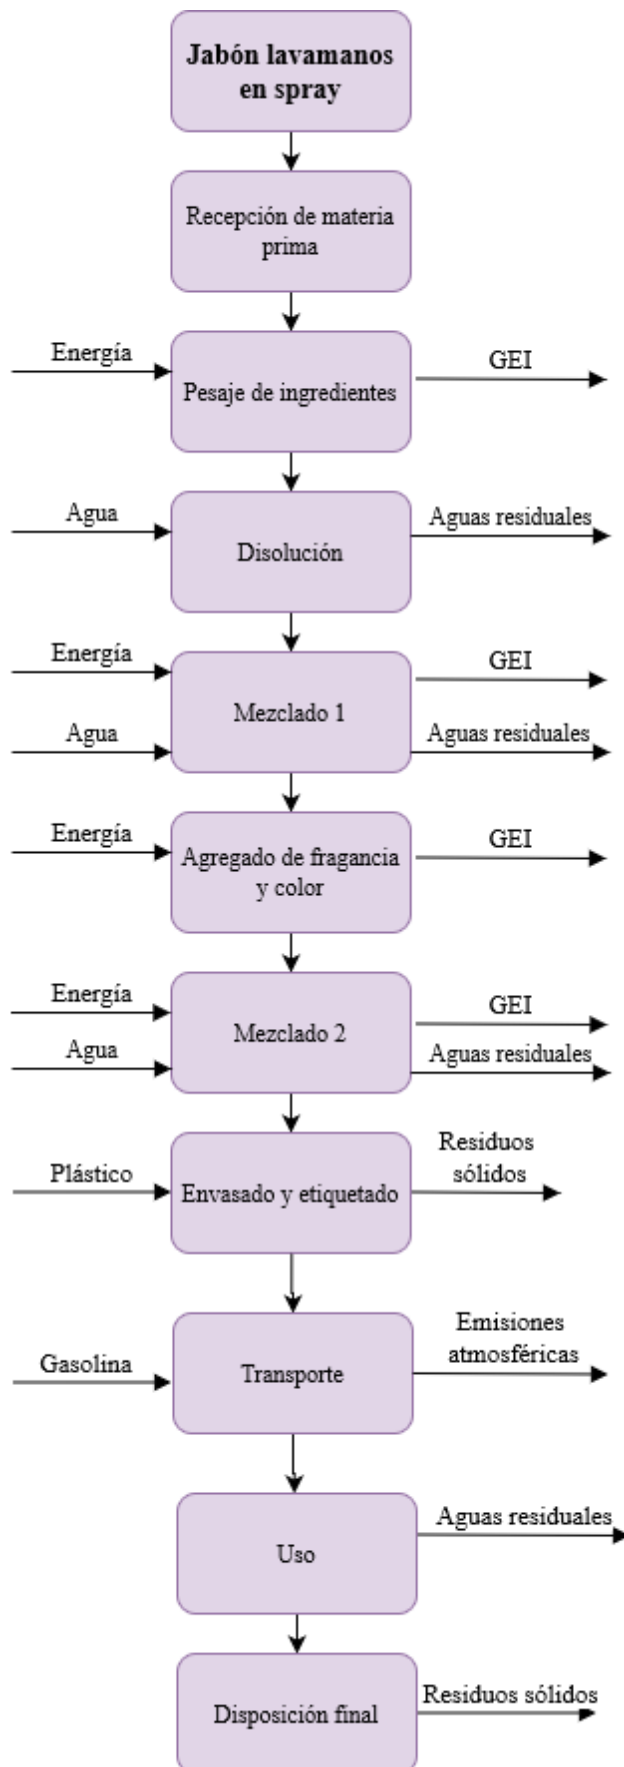 Jabón lavamanos
en spray
Recepción de materia
prima
Energía
Pesaje de ingredientes
GEI
Agua
Disolución
Aguas residuales
Energía
Agua
Mezclado 1
GEI
Aguas residuales
Energía
Agregado de fragancia
y color
GEI
Energía
Agua
Mezclado 2
GEI
Aguas residuales
Plástico
Envasado y etiquetado
Residuos
sólidos
Gasolina
Transporte
Emisiones
atmosféricas
Uso
Aguas residuales
Disposición final
Residuos sólidos